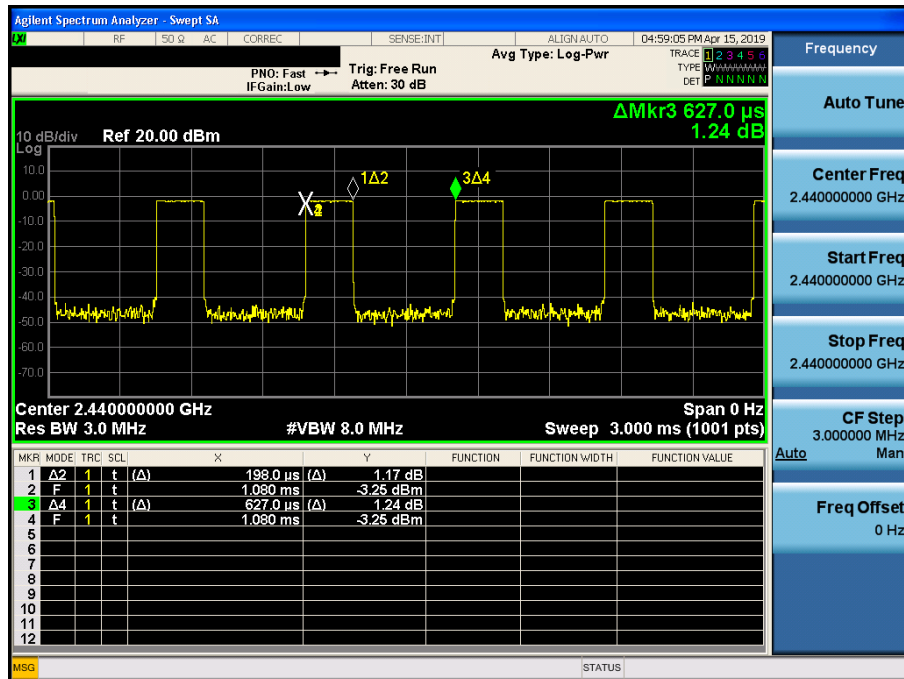 Agilent Spectrum Analyzer - Swept SA
LXI RF 50 Ω AC CORREC SENSE:INT ALIGN AUTO 04:59:05 PM Apr 15, 2019
Frequency
PNO: Fast Trig: Free Run Avg Type: Log-Pwr TRACE 1 2 3 4 5 6
IFGain:Low Atten: 30 dB TYPE WWWWWW
DET P N N N N N
Auto Tune
ΔMkr3 627.0 µs
1.24 dB
10 dB/div Ref 20.00 dBm
Log
10.0
0.00
-10.0
-20.0
-30.0
-40.0
-50.0
-60.0
-70.0
1Δ2
3Δ4
Center 2.440000000 GHz Span 0 Hz
Res BW 3.0 MHz #VBW 8.0 MHz Sweep 3.000 ms (1001 pts)
Center Freq
2.440000000 GHz
Start Freq
2.440000000 GHz
Stop Freq
2.440000000 GHz
CF Step
3.000000 MHz
Auto Man
Freq Offset
0 Hz
MKR MODE TRC SCL X Y FUNCTION FUNCTION WIDTH FUNCTION VALUE
1 Δ2 1 t (Δ) 198.0 µs (Δ) 1.17 dB
2 F 1 t 1.080 ms -3.25 dBm
3 Δ4 1 t (Δ) 627.0 µs (Δ) 1.24 dB
4 F 1 t 1.080 ms -3.25 dBm
5
6
7
8
9
10
11
12
MSG STATUS